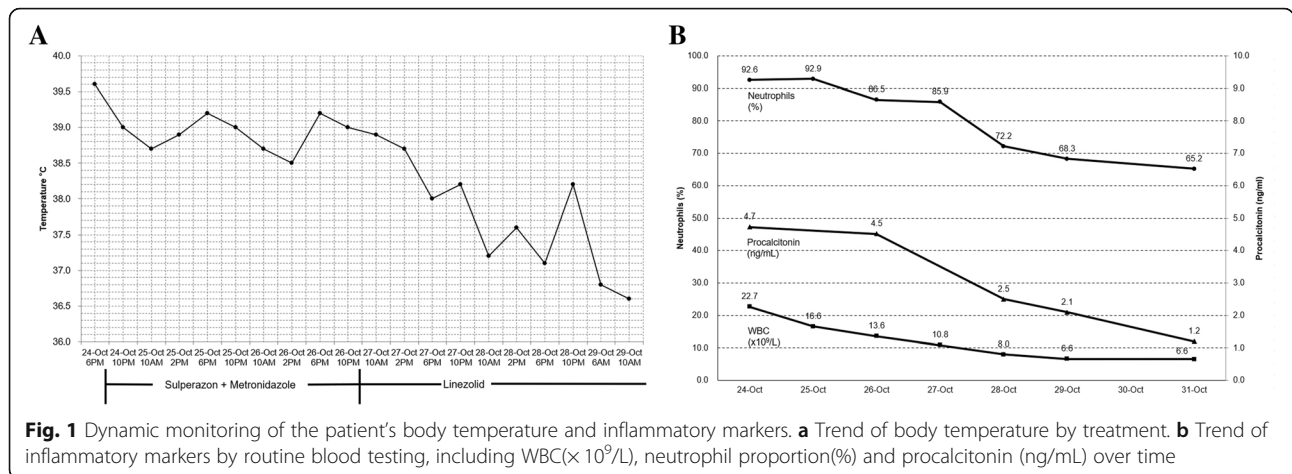 A
40.0
39.5
39.0
38.5
38.0
37.5
37.0
36.5
36.0
Temperature °C
24-Oct 24-Oct 25-Oct 25-Oct 25-Oct 25-Oct 26-Oct 26-Oct 26-Oct 26-Oct 27-Oct 27-Oct 27-Oct 27-Oct 28-Oct 28-Oct 28-Oct 28-Oct 29-Oct 29-Oct
6PM 10PM 10AM 2PM 6PM 10PM 10AM 2PM 6PM 10PM 10AM 2PM 6PM 10PM 10AM 2PM 6PM 10PM 6AM 10AM
Sulperazon + Metronidazole Linezolid
B
100.0
90.0
80.0
70.0
60.0
50.0
40.0
30.0
20.0
10.0
0.0
Neutrophils (%)
92.6 92.9 86.5 85.9 72.2 68.3 65.2
Neutrophils
(%)
4.7 4.5 2.5 2.1 1.2
Procalcitonin
(ng/mL)
22.7 16.6 13.6 10.8 8.0 6.6 6.6
WBC
(x10⁹/L)
10.0
9.0
8.0
7.0
6.0
5.0
4.0
3.0
2.0
1.0
0.0
Procalcitonin (ng/ml)
24-Oct 25-Oct 26-Oct 27-Oct 28-Oct 29-Oct 30-Oct 31-Oct
Fig. 1 Dynamic monitoring of the patient's body temperature and inflammatory markers. a Trend of body temperature by treatment. b Trend of
inflammatory markers by routine blood testing, including WBC(× 10⁹/L), neutrophil proportion(%) and procalcitonin (ng/mL) over time